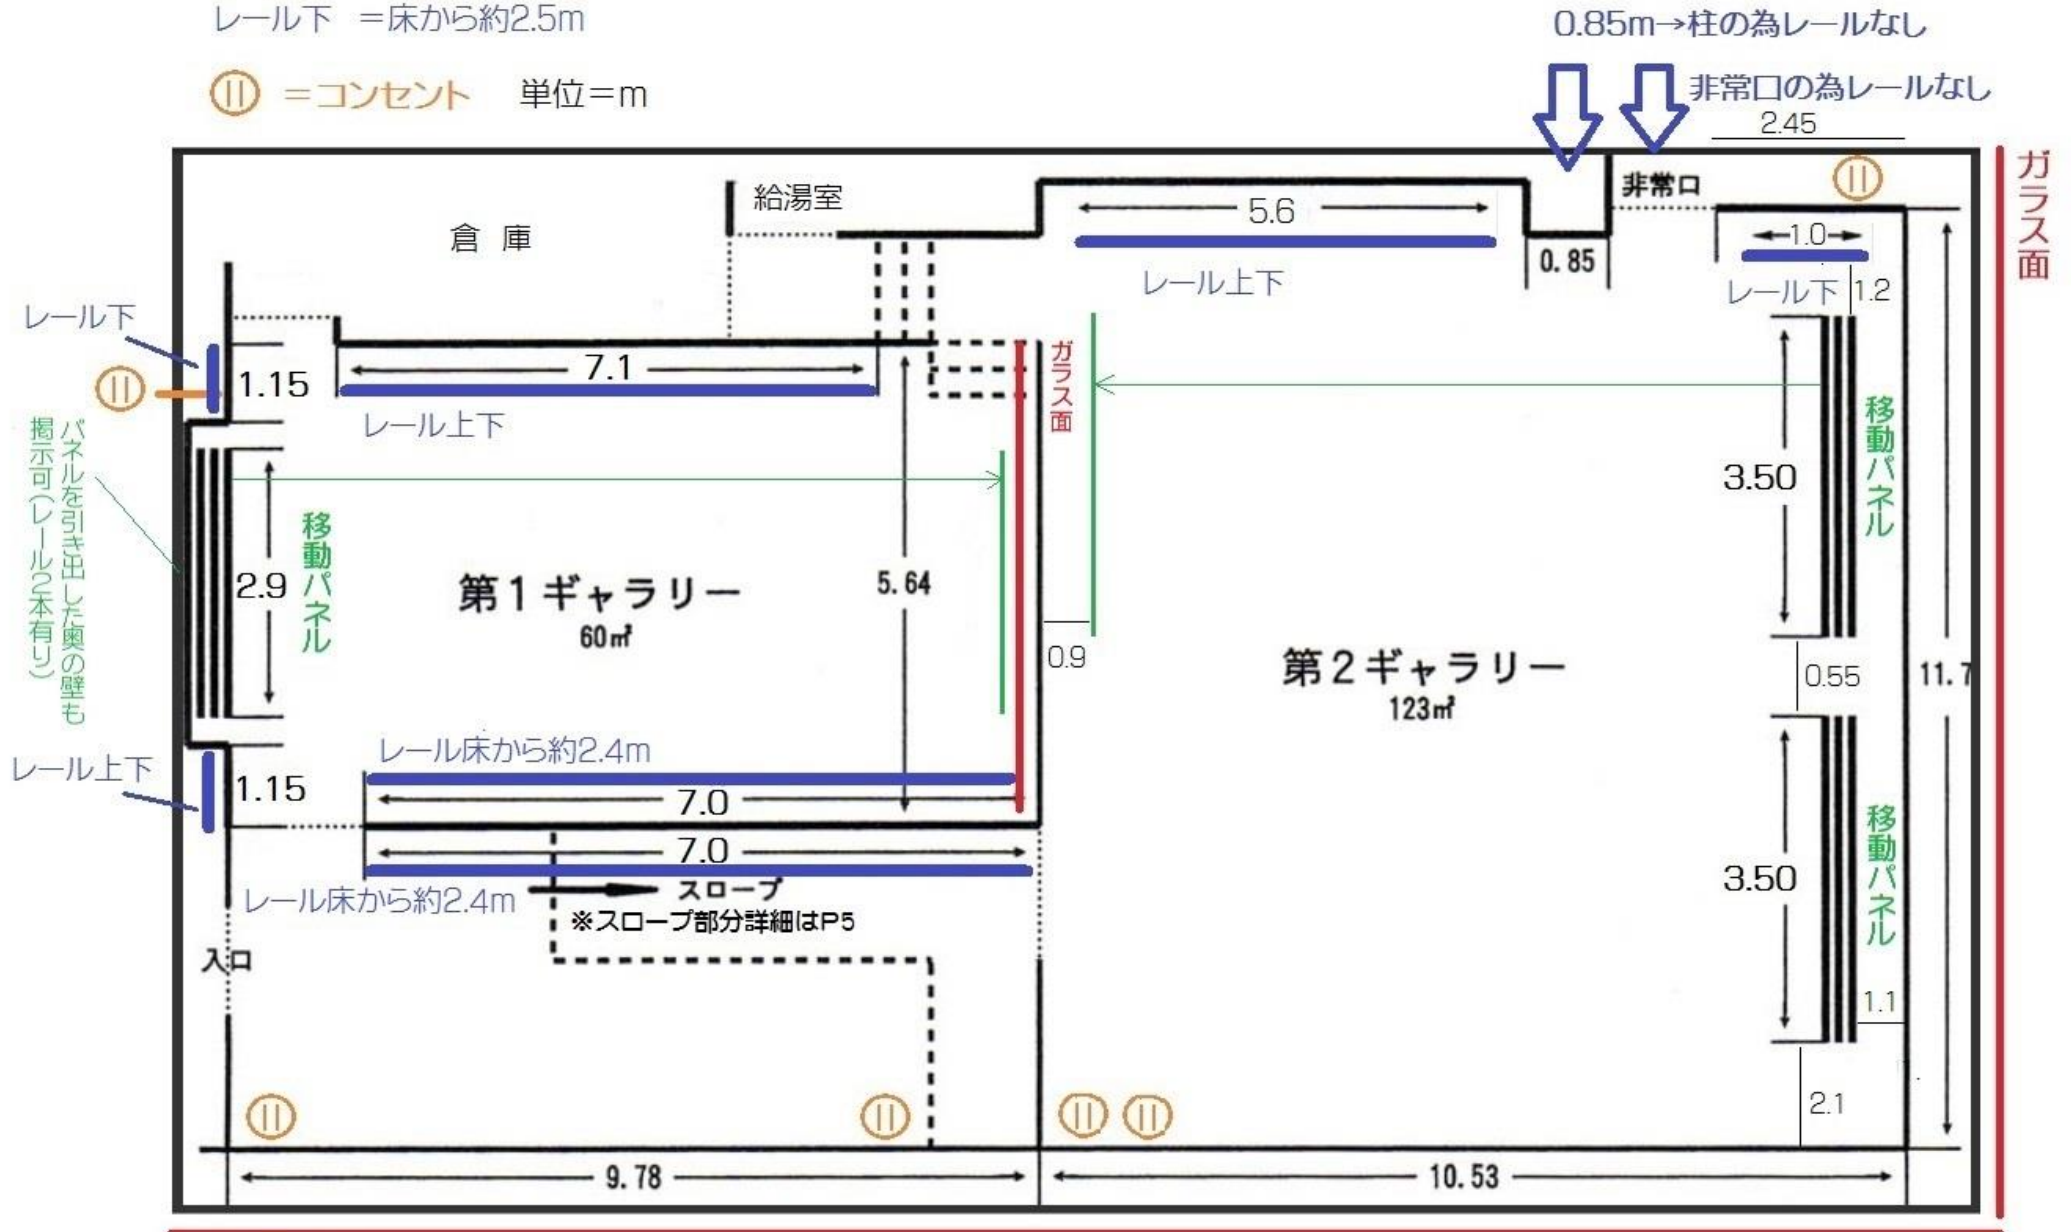 レール下 =床から約2.5m
=コンセント 単位=m
0.85m→柱の為レールなし
非常口の為レールなし
2.45
ガラス面
給湯室
倉 庫
5.6
レール上下
0.85
非常口
1.0
レール下
1.2
レール下
1.15
7.1
レール上下
ガラス面
パネルを引き出した奥の壁も
掲示可(レール2本有り)
2.9
移動パネル
第1ギャラリー
60㎡
5.64
0.9
第2ギャラリー
123㎡
3.50
移動パネル
0.55
11.7
レール上下
1.15
レール床から約2.4m
7.0
7.0
レール床から約2.4m
スロープ
※スロープ部分詳細はP5
入口
3.50
移動パネル
1.1
2.1
9.78
10.53